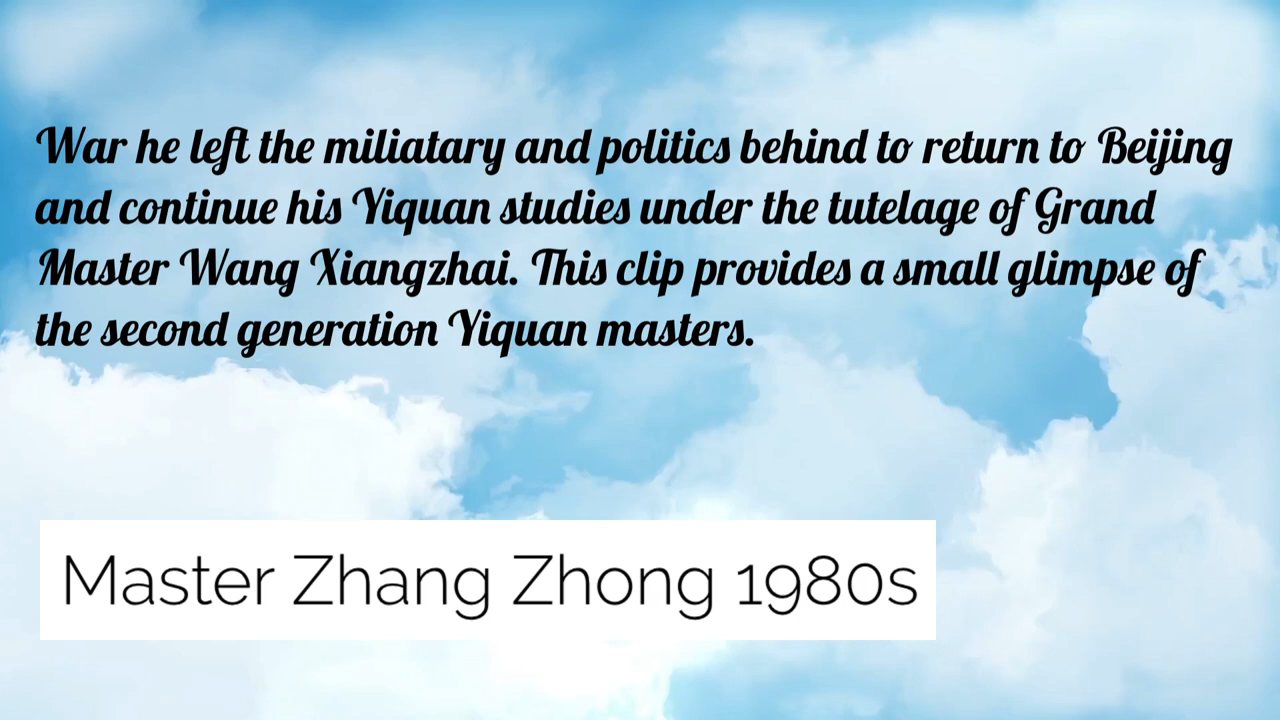 War he left the miliatary and politics behind to return to Beijing
and continue his Yiquan studies under the tutelage of Grand
Master Wang Xiangzhai. This clip provides a small glimpse of
the second generation Yiquan masters.
Master Zhang Zhong 1980s